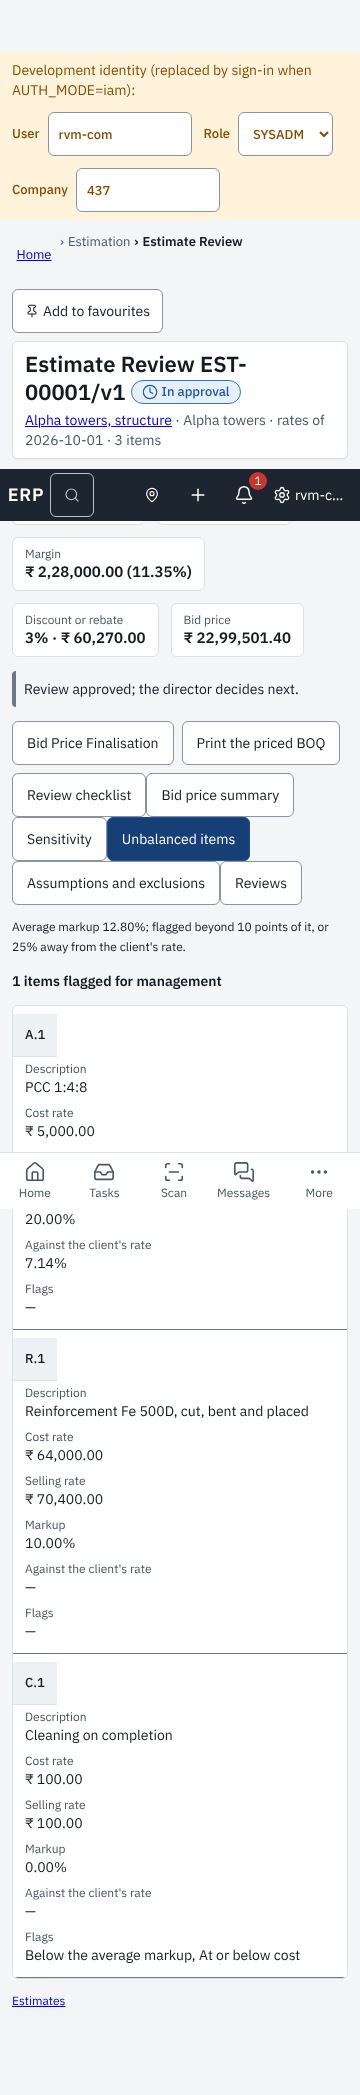 Development identity (replaced by sign-in when
AUTH_MODE=iam):
User rvm-com Role SYSADM
Company 437
Home › Estimation › Estimate Review
Add to favourites
Estimate Review EST-
00001/v1 In approval
Alpha towers, structure · Alpha towers · rates of
2026-10-01 · 3 items
ERP 1 rvm-c...
Margin
₹ 2,28,000.00 (11.35%)
Discount or rebate
3% · ₹ 60,270.00
Bid price
₹ 22,99,501.40
Review approved; the director decides next.
Bid Price Finalisation Print the priced BOQ
Review checklist Bid price summary
Sensitivity Unbalanced items
Assumptions and exclusions Reviews
Average markup 12.80%; flagged beyond 10 points of it, or
25% away from the client's rate.
1 items flagged for management
A.1
Description
PCC 1:4:8
Cost rate
₹ 5,000.00
Home Tasks Scan Messages More
20.00%
Against the client's rate
7.14%
Flags
—
R.1
Description
Reinforcement Fe 500D, cut, bent and placed
Cost rate
₹ 64,000.00
Selling rate
₹ 70,400.00
Markup
10.00%
Against the client's rate
—
Flags
—
C.1
Description
Cleaning on completion
Cost rate
₹ 100.00
Selling rate
₹ 100.00
Markup
0.00%
Against the client's rate
—
Flags
Below the average markup, At or below cost
Estimates